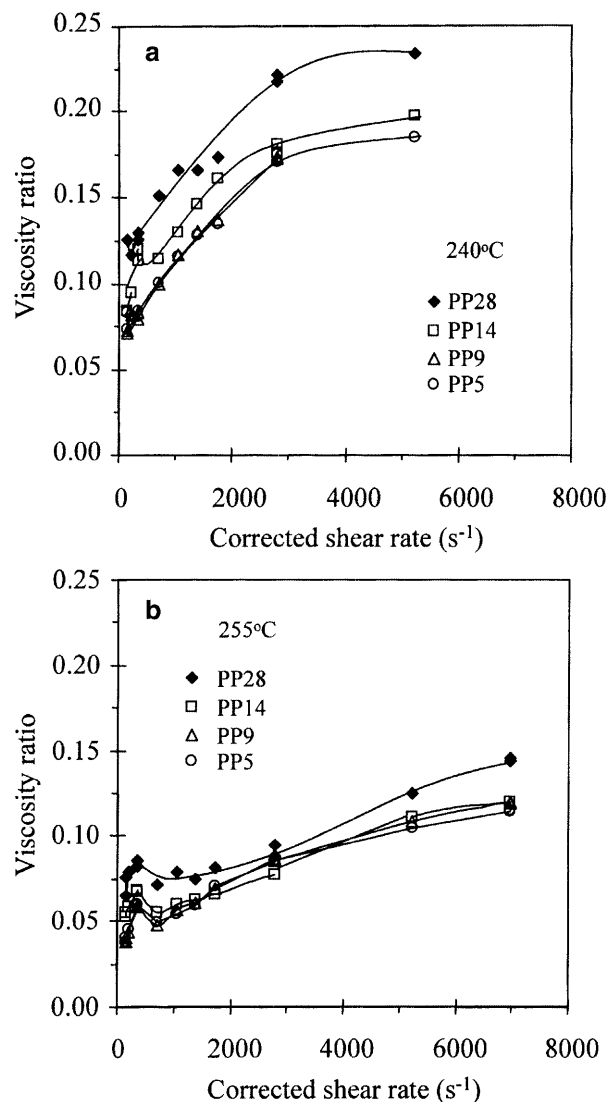 0.25
a
0.20
0.15
0.10
0.05
0.00
Viscosity ratio
240°C
PP28
PP14
PP9
PP5
0
2000
4000
6000
8000
Corrected shear rate (s-1)
0.25
b
0.20
0.15
0.10
0.05
0.00
Viscosity ratio
255°C
PP28
PP14
PP9
PP5
0
2000
4000
6000
8000
Corrected shear rate (s-1)